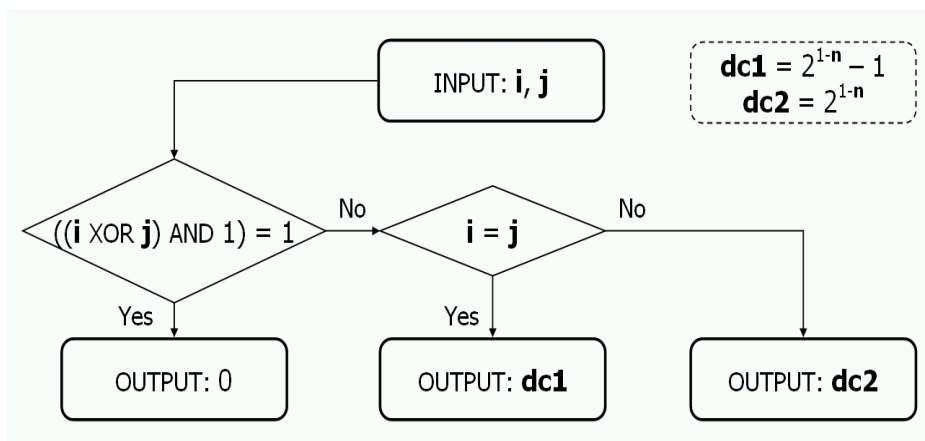 INPUT: i, j
dc1 = 2^{1-n} – 1
dc2 = 2^{1-n}
((i XOR j) AND 1) = 1
No
i = j
No
Yes
Yes
OUTPUT: 0
OUTPUT: dc1
OUTPUT: dc2